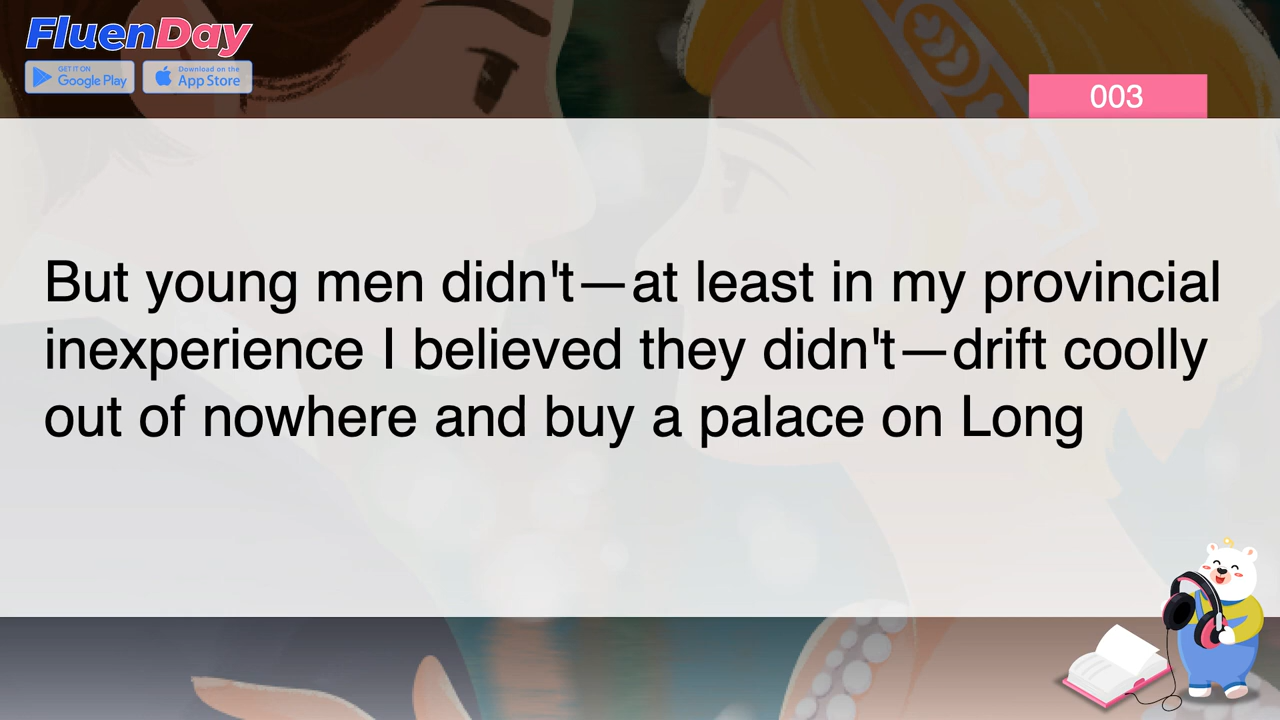 FluenDay
GET IT ON
Google Play
Download on the
App Store
003
But young men didn't—at least in my provincial
inexperience I believed they didn't—drift coolly
out of nowhere and buy a palace on Long